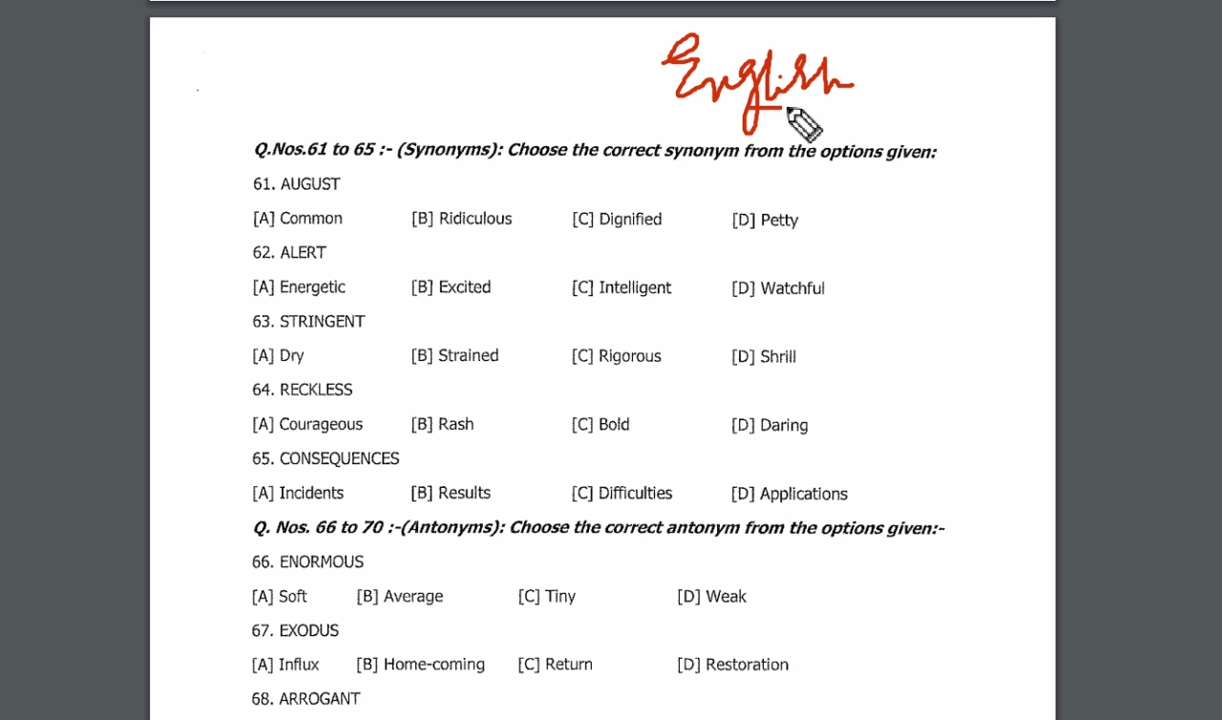 English
Q.Nos.61 to 65 :- (Synonyms): Choose the correct synonym from the options given:
61. AUGUST
[A] Common [B] Ridiculous [C] Dignified [D] Petty
62. ALERT
[A] Energetic [B] Excited [C] Intelligent [D] Watchful
63. STRINGENT
[A] Dry [B] Strained [C] Rigorous [D] Shrill
64. RECKLESS
[A] Courageous [B] Rash [C] Bold [D] Daring
65. CONSEQUENCES
[A] Incidents [B] Results [C] Difficulties [D] Applications
Q. Nos. 66 to 70 :-(Antonyms): Choose the correct antonym from the options given:-
66. ENORMOUS
[A] Soft [B] Average [C] Tiny [D] Weak
67. EXODUS
[A] Influx [B] Home-coming [C] Return [D] Restoration
68. ARROGANT